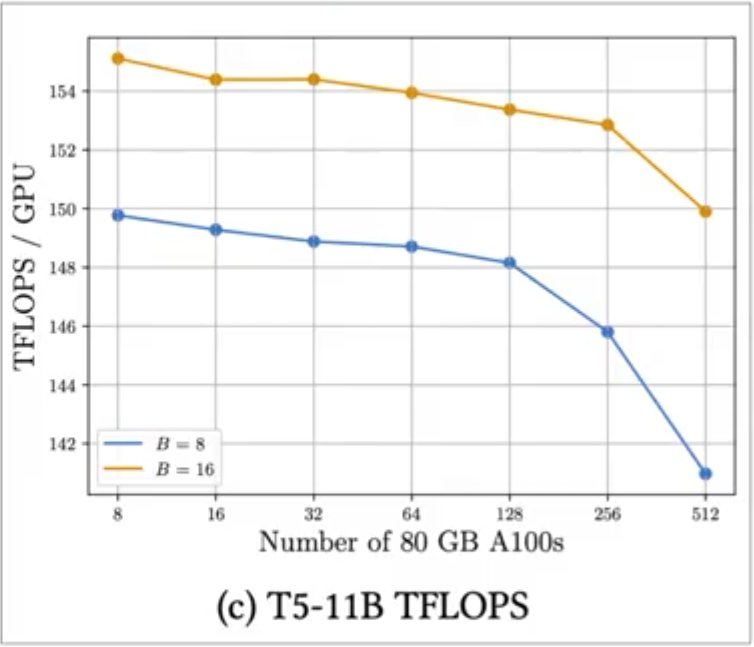 TFLOPS / GPU
154
152
150
148
146
144
142
B = 8
B = 16
8 16 32 64 128 256 512
Number of 80 GB A100s
(c) T5-11B TFLOPS